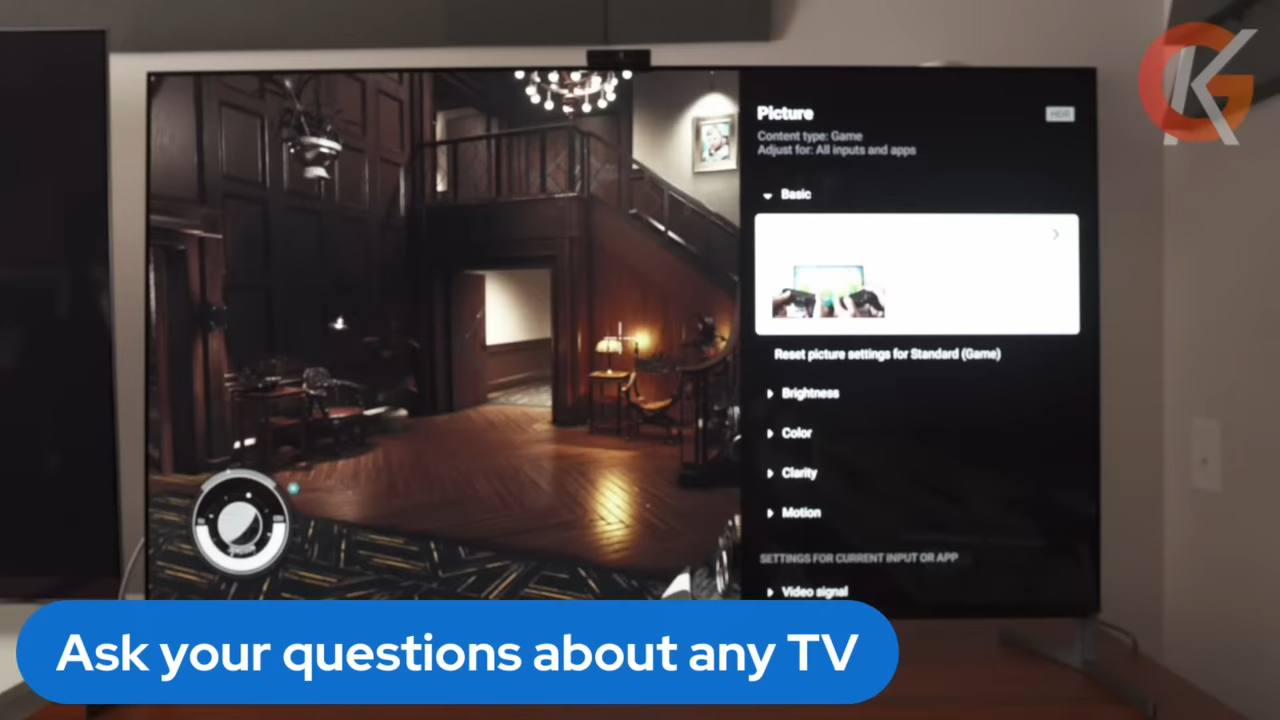 Picture
HDR
Content type: Game
Adjust for: All inputs and apps
Basic
Reset picture settings for Standard (Game)
Brightness
Color
Clarity
Motion
SETTINGS FOR CURRENT INPUT OR APP
Video signal
Ask your questions about any TV
GK